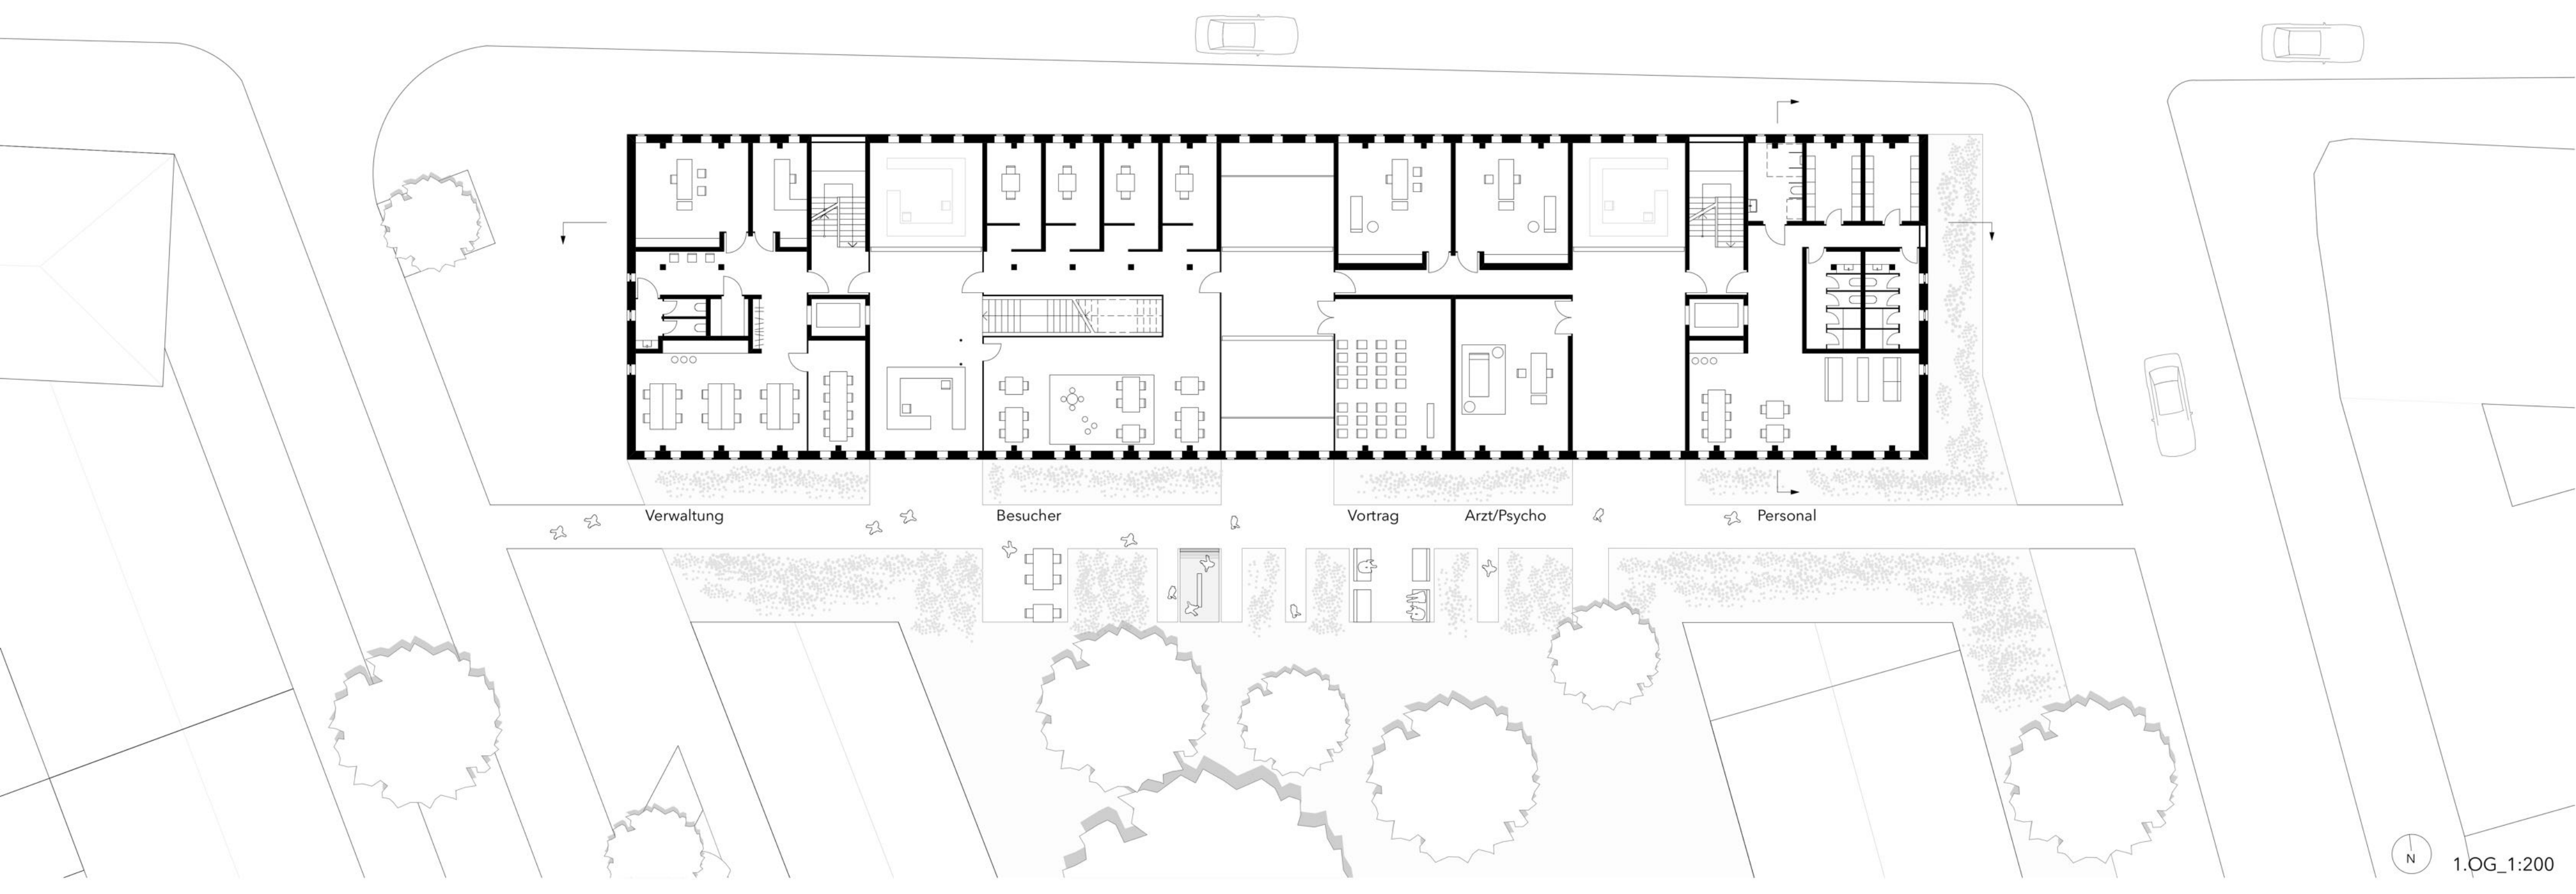 Verwaltung
Besucher
Vortrag
Arzt/Psycho
Personal
N
1.OG_1:200